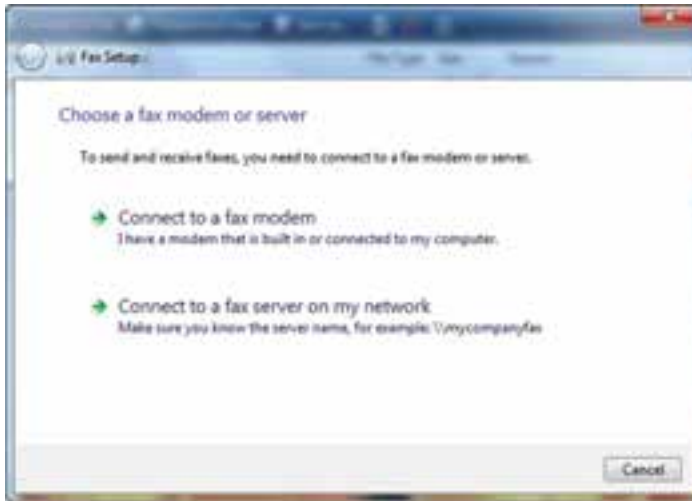 Fax Setup
Choose a fax modem or server
To send and receive faxes, you need to connect to a fax modem or server.
Connect to a fax modem
I have a modem that is built in or connected to my computer.
Connect to a fax server on my network
Make sure you know the server name, for example: \\mycompanyfax
Cancel